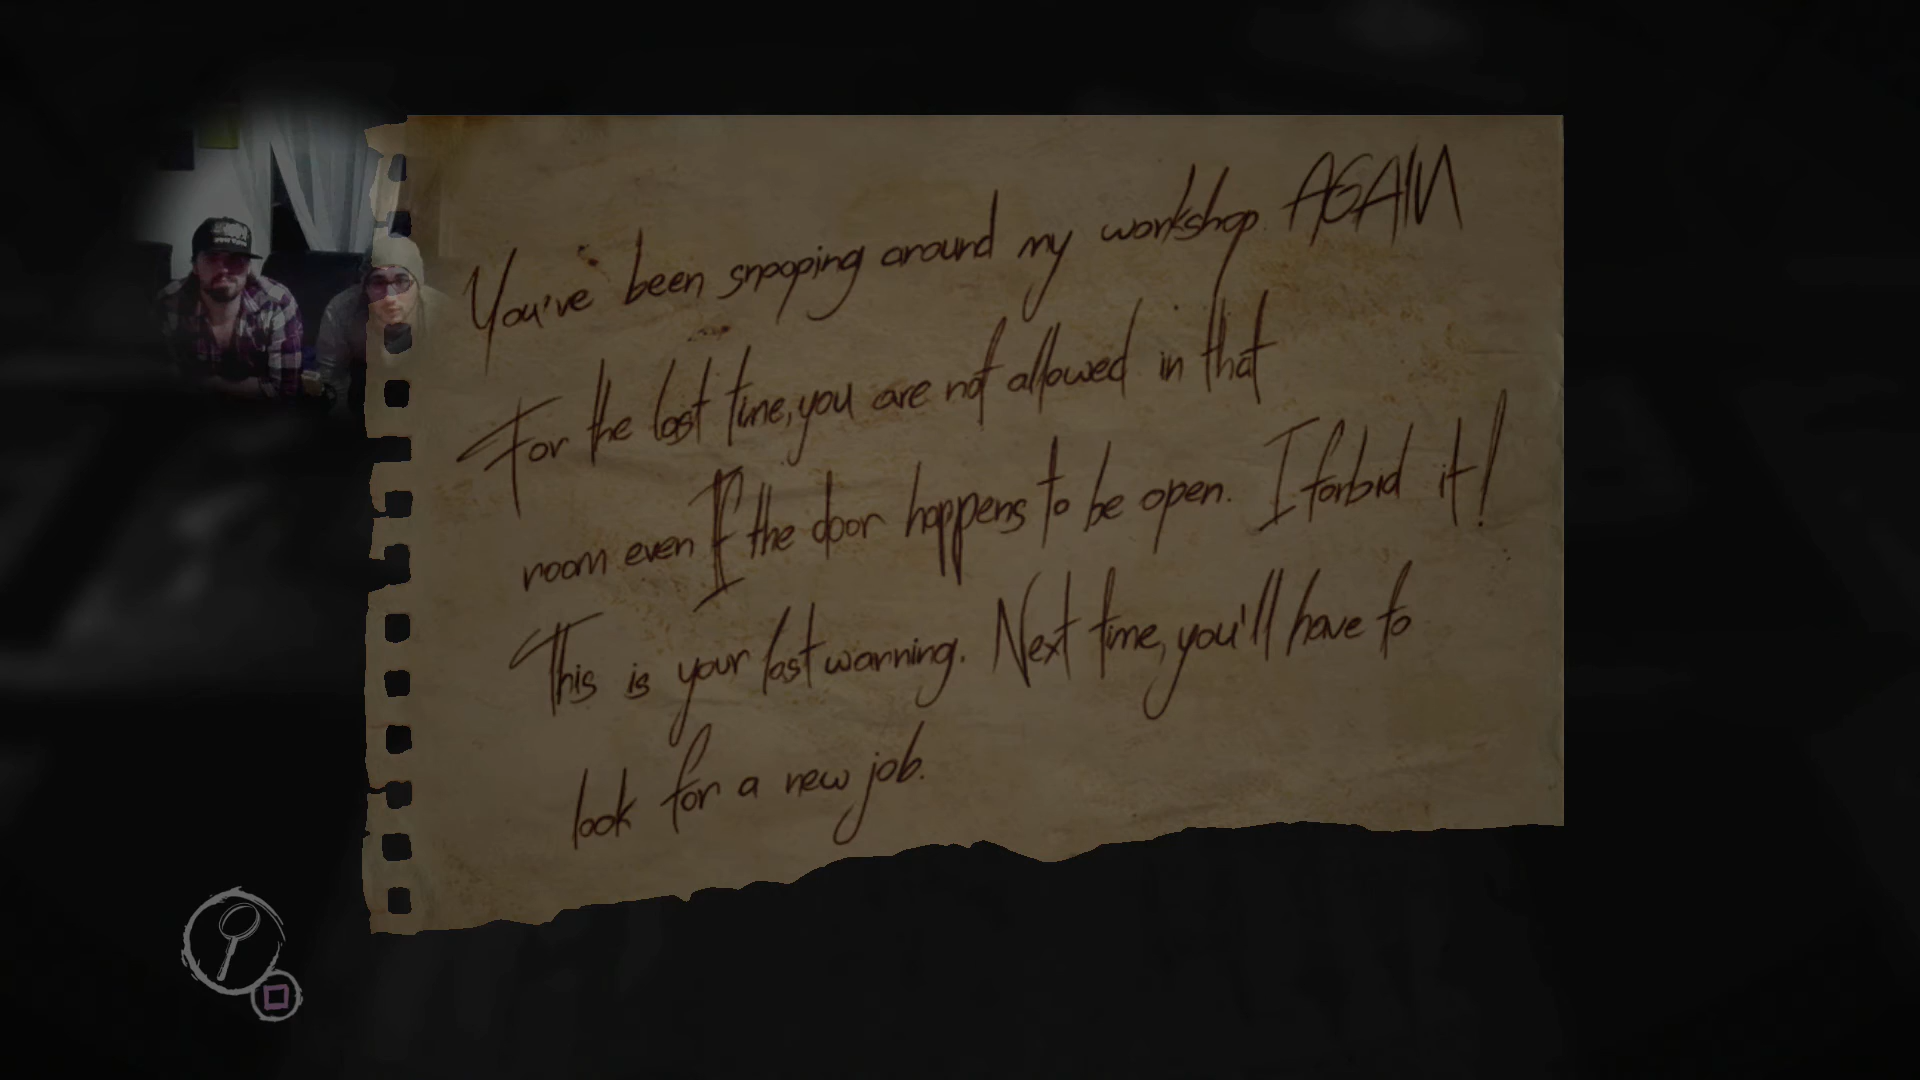 You've been snooping around my workshop AGAIN
For the last time, you are not allowed in that
room even If the door happens to be open. I forbid it!
This is your last warning. Next time, you'll have to
look for a new job.